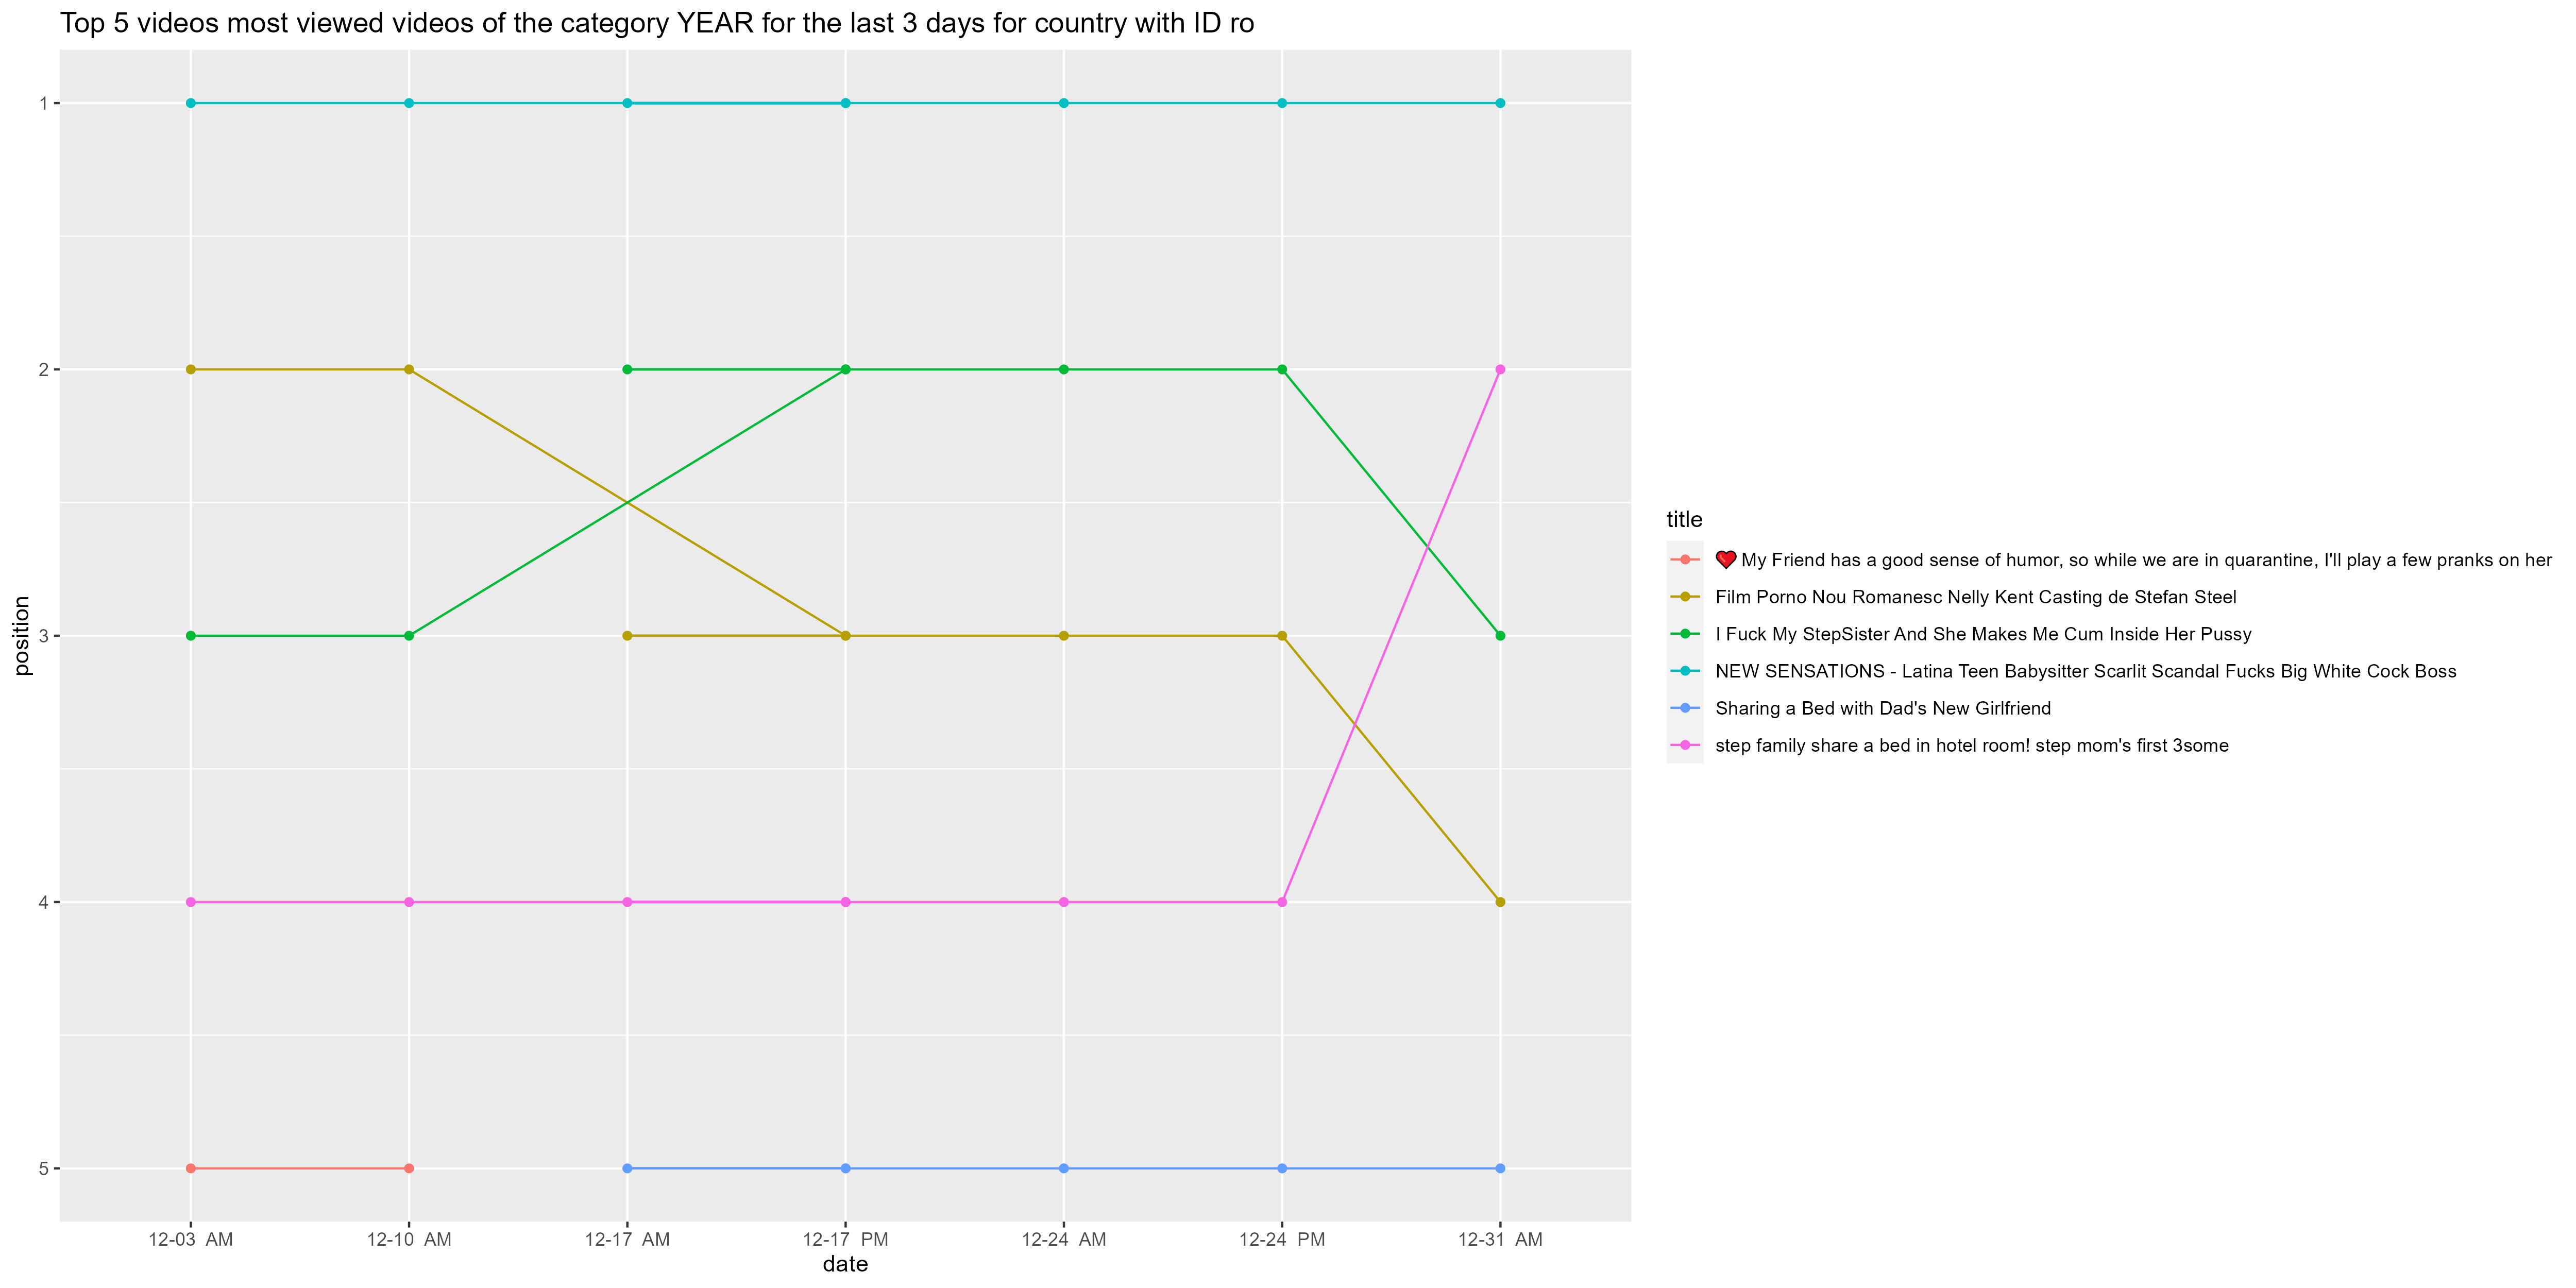 Top 5 videos most viewed videos of the category YEAR for the last 3 days for country with ID ro
position
1
2
3
4
5
12-03 AM
12-10 AM
12-17 AM
12-17 PM
12-24 AM
12-24 PM
12-31 AM
date
title
❤ My Friend has a good sense of humor, so while we are in quarantine, I'll play a few pranks on her
Film Porno Nou Romanesc Nelly Kent Casting de Stefan Steel
I Fuck My StepSister And She Makes Me Cum Inside Her Pussy
NEW SENSATIONS - Latina Teen Babysitter Scarlit Scandal Fucks Big White Cock Boss
Sharing a Bed with Dad's New Girlfriend
step family share a bed in hotel room! step mom's first 3some